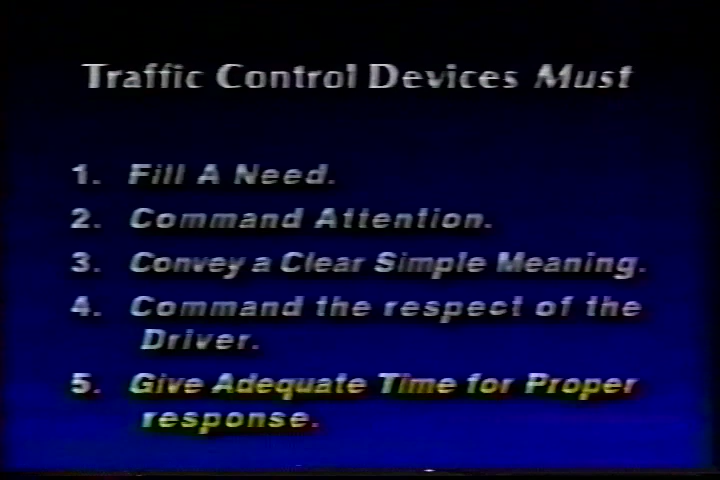 Traffic Control Devices Must
1. Fill A Need.
2. Command Attention.
3. Convey a Clear Simple Meaning.
4. Command the respect of the
Driver.
5. Give Adequate Time for Proper
response.